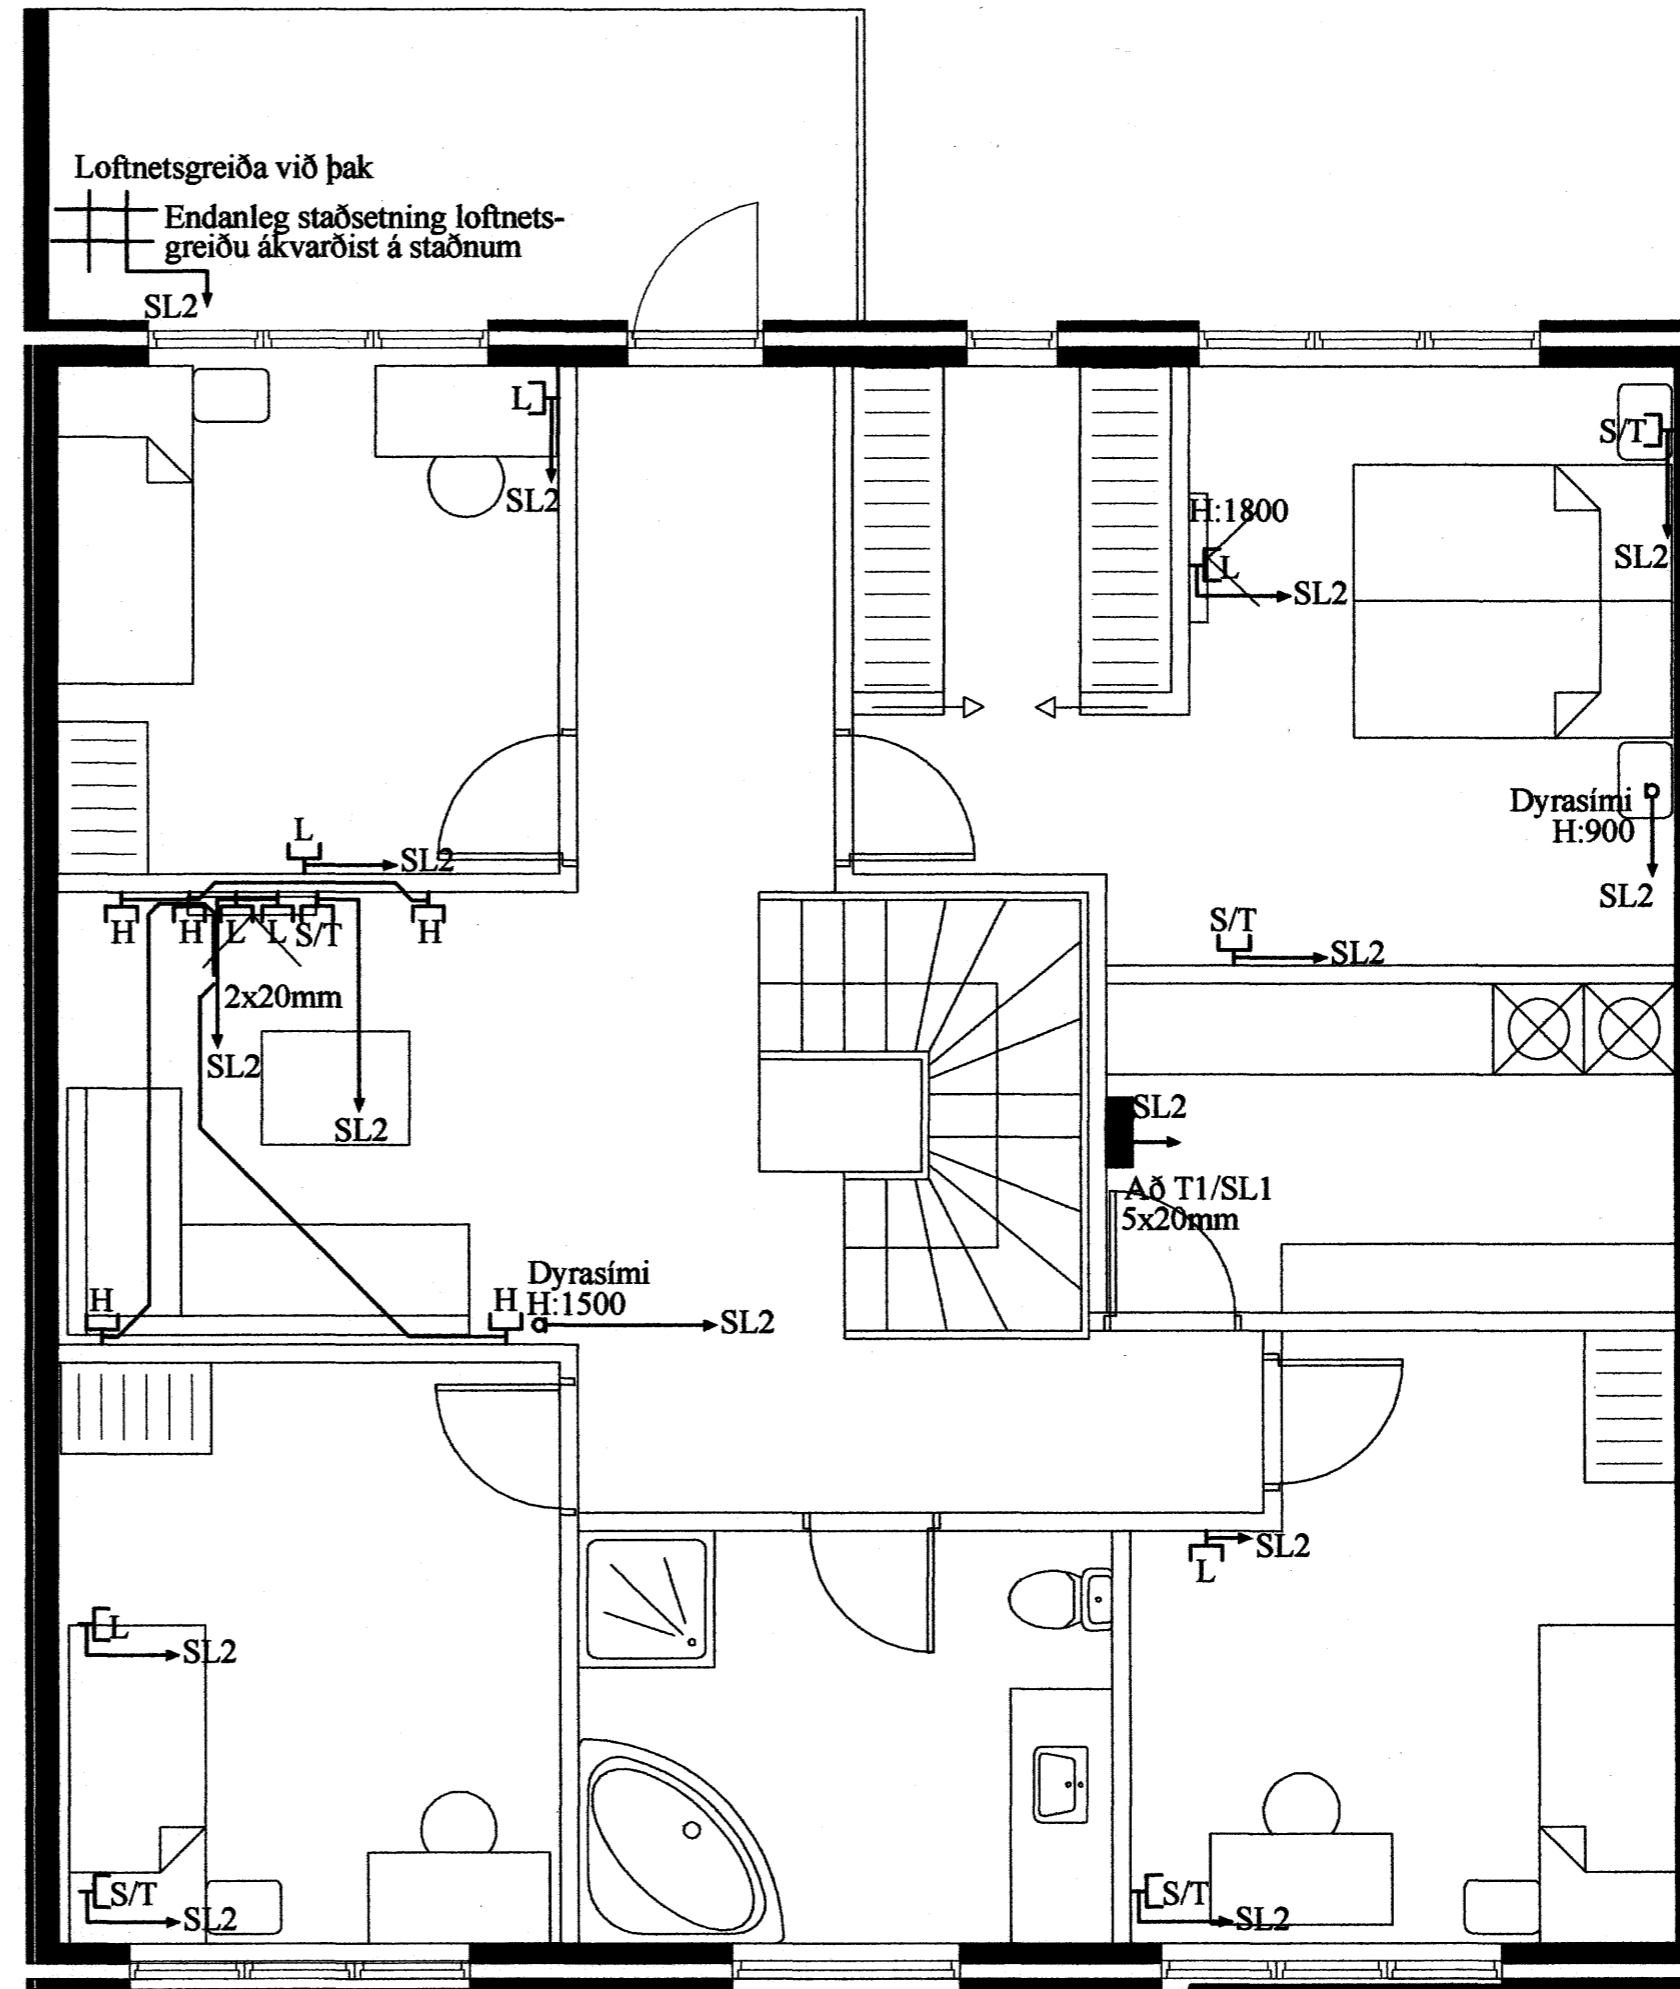 Loftnetsgreiða við þak
Endanleg staðsetning loftnets-
greiðu ákvarðist á staðnum
SL2
L
SL2
S/T
SL2
H:1800
L
SL2
Dyrasími
H:900
SL2
L
SL2
H
H
L
L
S/T
H
2x20mm
SL2
SL2
S/T
SL2
SL2
Að T1/SL1
5x20mm
H
H
Dyrasími
H:1500
SL2
L
SL2
L
SL2
S/T
SL2
S/T
SL2